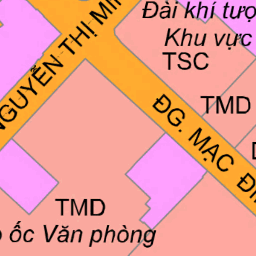 Đài khí tượ
Khu vực
TSC
NGUYỄN THỊ MI
TMD
ĐG. MẠC ĐI
TMD
ốc Văn phòng